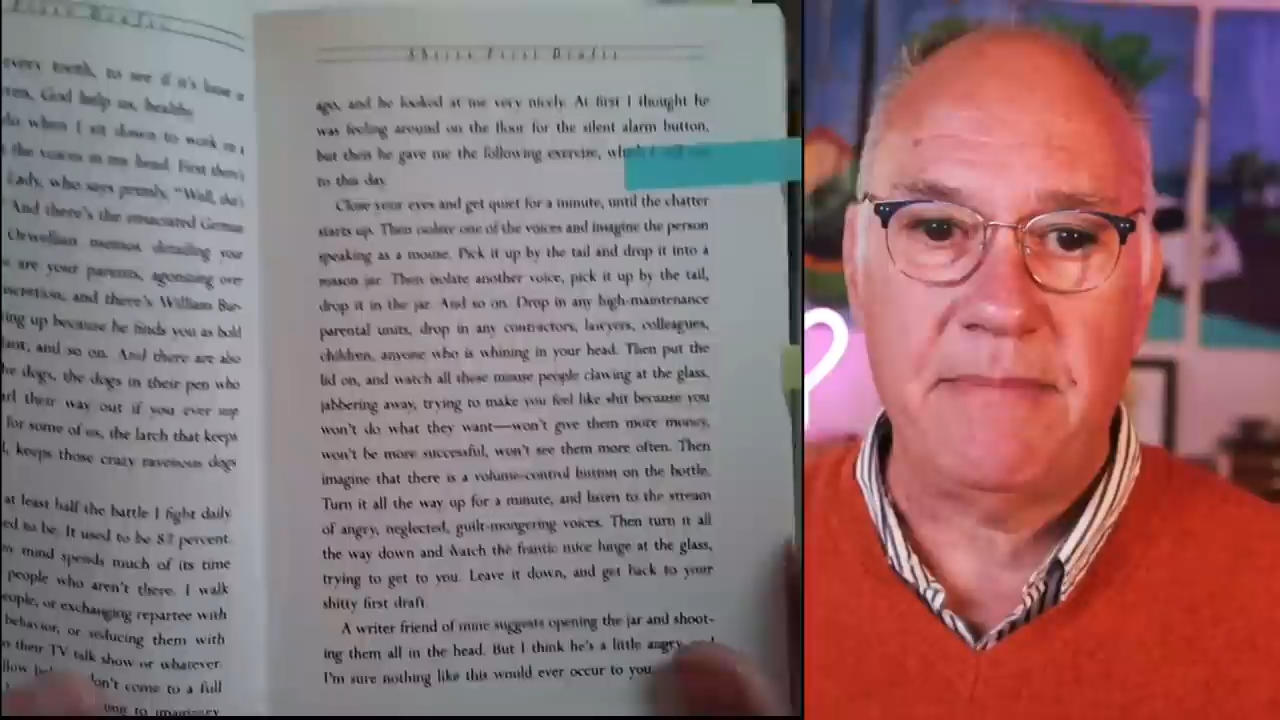 every tooth, to see if it's loose
God help us, healthy
when I sit down to work
the voices in my head. First there's
Lady, who says primly, "Well, that's
And there's the emaciated German
Orwellian memos detailing your
are your parents, agonizing over
and there's William Bur-
up because he finds you as bold
and so on. And there are also
dogs, the dogs in their pen who
their way out if you ever stop
for some of us, the latch that keeps
keeps those crazy ravenous dogs
at least half the battle I fight daily.
to be. It used to be 87 percent.
mind spends much of its time
people who aren't there. I walk
or exchanging repartee with
behavior, or seducing them with
their TV talk show or whatever.
don't come to a full
to imaginary
Shitty First Drafts
ago, and he looked at me very nicely. At first I thought he
was feeling around on the floor for the silent alarm button,
but then he gave me the following exercise,
to this day.
Close your eyes and get quiet for a minute, until the chatter
starts up. Then isolate one of the voices and imagine the person
speaking as a mouse. Pick it up by the tail and drop it into a
mason jar. Then isolate another voice, pick it up by the tail,
drop it in the jar. And so on. Drop in any high-maintenance
parental units, drop in any contractors, lawyers, colleagues,
children, anyone who is whining in your head. Then put the
lid on, and watch all these mouse people clawing at the glass,
jabbering away, trying to make you feel like shit because you
won't do what they want—won't give them more money,
won't be more successful, won't see them more often. Then
imagine that there is a volume-control button on the bottle.
Turn it all the way up for a minute, and listen to the stream
of angry, neglected, guilt-mongering voices. Then turn it all
the way down and watch the frantic mice lunge at the glass,
trying to get to you. Leave it down, and get back to your
shitty first draft.
A writer friend of mine suggests opening the jar and shoot-
ing them all in the head. But I think he's a little angry,
I'm sure nothing like this would ever occur to you